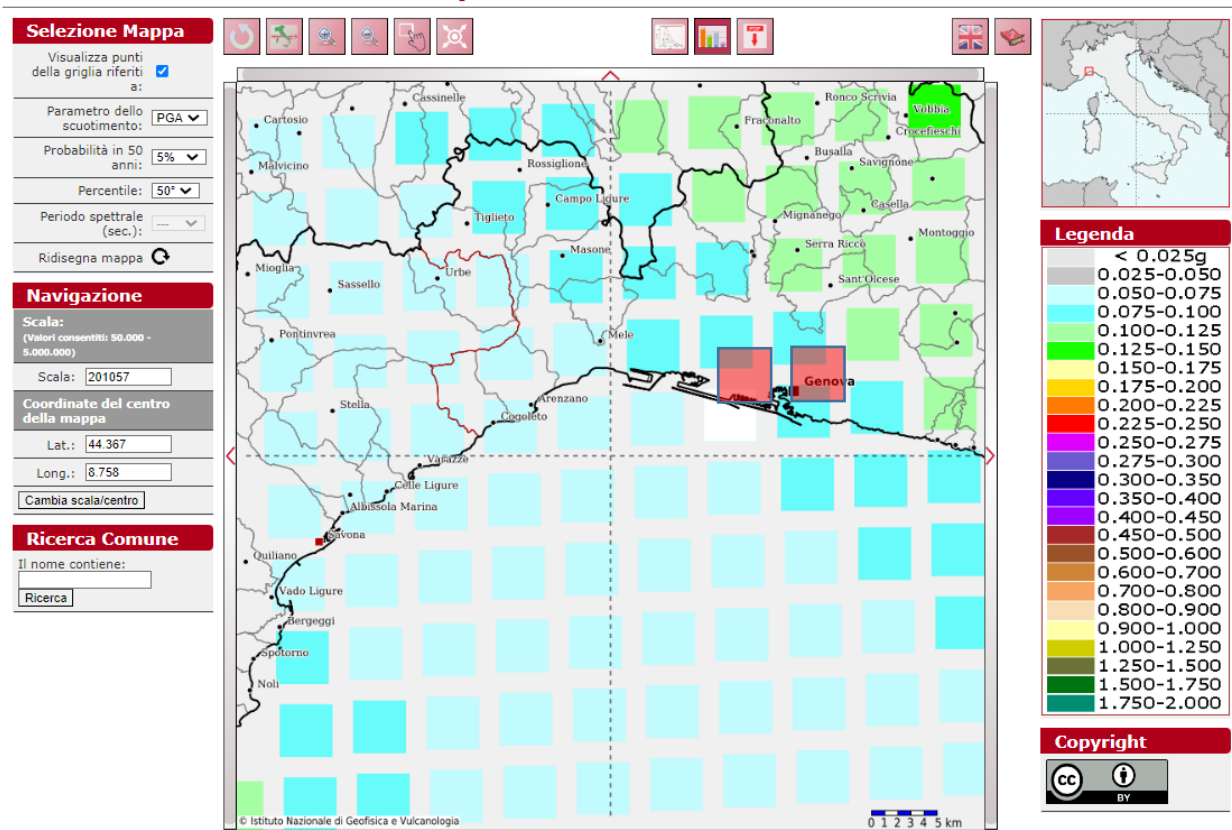 Selezione Mappa
Visualizza punti
della griglia riferiti
a:
Parametro dello
scuotimento:
PGA
Probabilità in 50
anni:
5%
Percentile:
50°
Periodo spettrale
(sec.):
---
Ridisegna mappa
Navigazione
Scala:
(Valori consentiti: 50.000 -
5.000.000)
Scala:
201057
Coordinate del centro
della mappa
Lat.:
44.367
Long.:
8.758
Cambia scala/centro
Ricerca Comune
Il nome contiene:
Ricerca
PDF
Cassinelle
Cartosio
Ronco Scrivia
Vobbia
Fraconalto
Crocefieschi
Malvicino
Rossiglione
Busalla
Savignone
Campo Ligure
Casella
Tiglieto
Mignanego
Montoggio
Masone
Serra Riccò
Mioglia
Urbe
Sassello
Sant'Olcese
Pontinvrea
Mele
Genova
Stella
Arenzano
Cogoleto
Varazze
Celle Ligure
Albissola Marina
Savona
Quiliano
Vado Ligure
Bergeggi
Spotorno
Noli
© Istituto Nazionale di Geofisica e Vulcanologia
0 1 2 3 4 5 km
Legenda
< 0.025g
0.025-0.050
0.050-0.075
0.075-0.100
0.100-0.125
0.125-0.150
0.150-0.175
0.175-0.200
0.200-0.225
0.225-0.250
0.250-0.275
0.275-0.300
0.300-0.350
0.350-0.400
0.400-0.450
0.450-0.500
0.500-0.600
0.600-0.700
0.700-0.800
0.800-0.900
0.900-1.000
1.000-1.250
1.250-1.500
1.500-1.750
1.750-2.000
Copyright
cc
BY